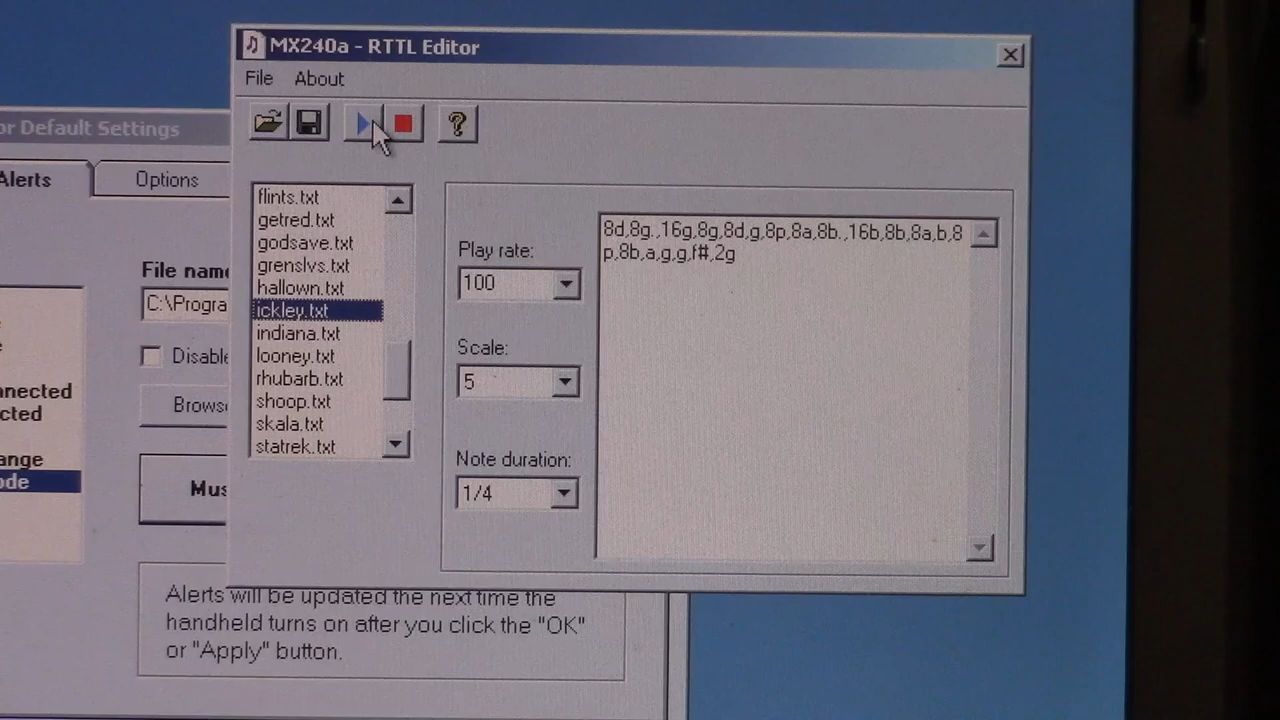 MX240a - RTTL Editor
File About
or Default Settings
Alerts
Options
flints.txt
getred.txt
godsave.txt
grenslvs.txt
hallown.txt
ickley.txt
indiana.txt
looney.txt
rhubarb.txt
shoop.txt
skala.txt
statrek.txt
Play rate:
100
Scale:
5
Note duration:
1/4
8d,8g.,16g,8g,8d,g,8p,8a,8b.,16b,8b,8a,b,8
p,8b,a,g,g,f#,2g
File name
C:\Progra
Disable
Brows
Mus
nnected
cted
ange
ode
Alerts will be updated the next time the
handheld turns on after you click the "OK"
or "Apply" button.